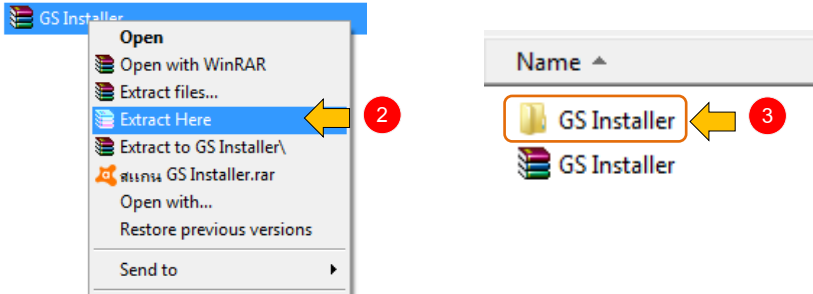 GS Installer
Open
Open with WinRAR
Extract files...
Extract Here
2
Extract to GS Installer\
สแกน GS Installer.rar
Open with...
Restore previous versions
Send to
Name
GS Installer
3
GS Installer